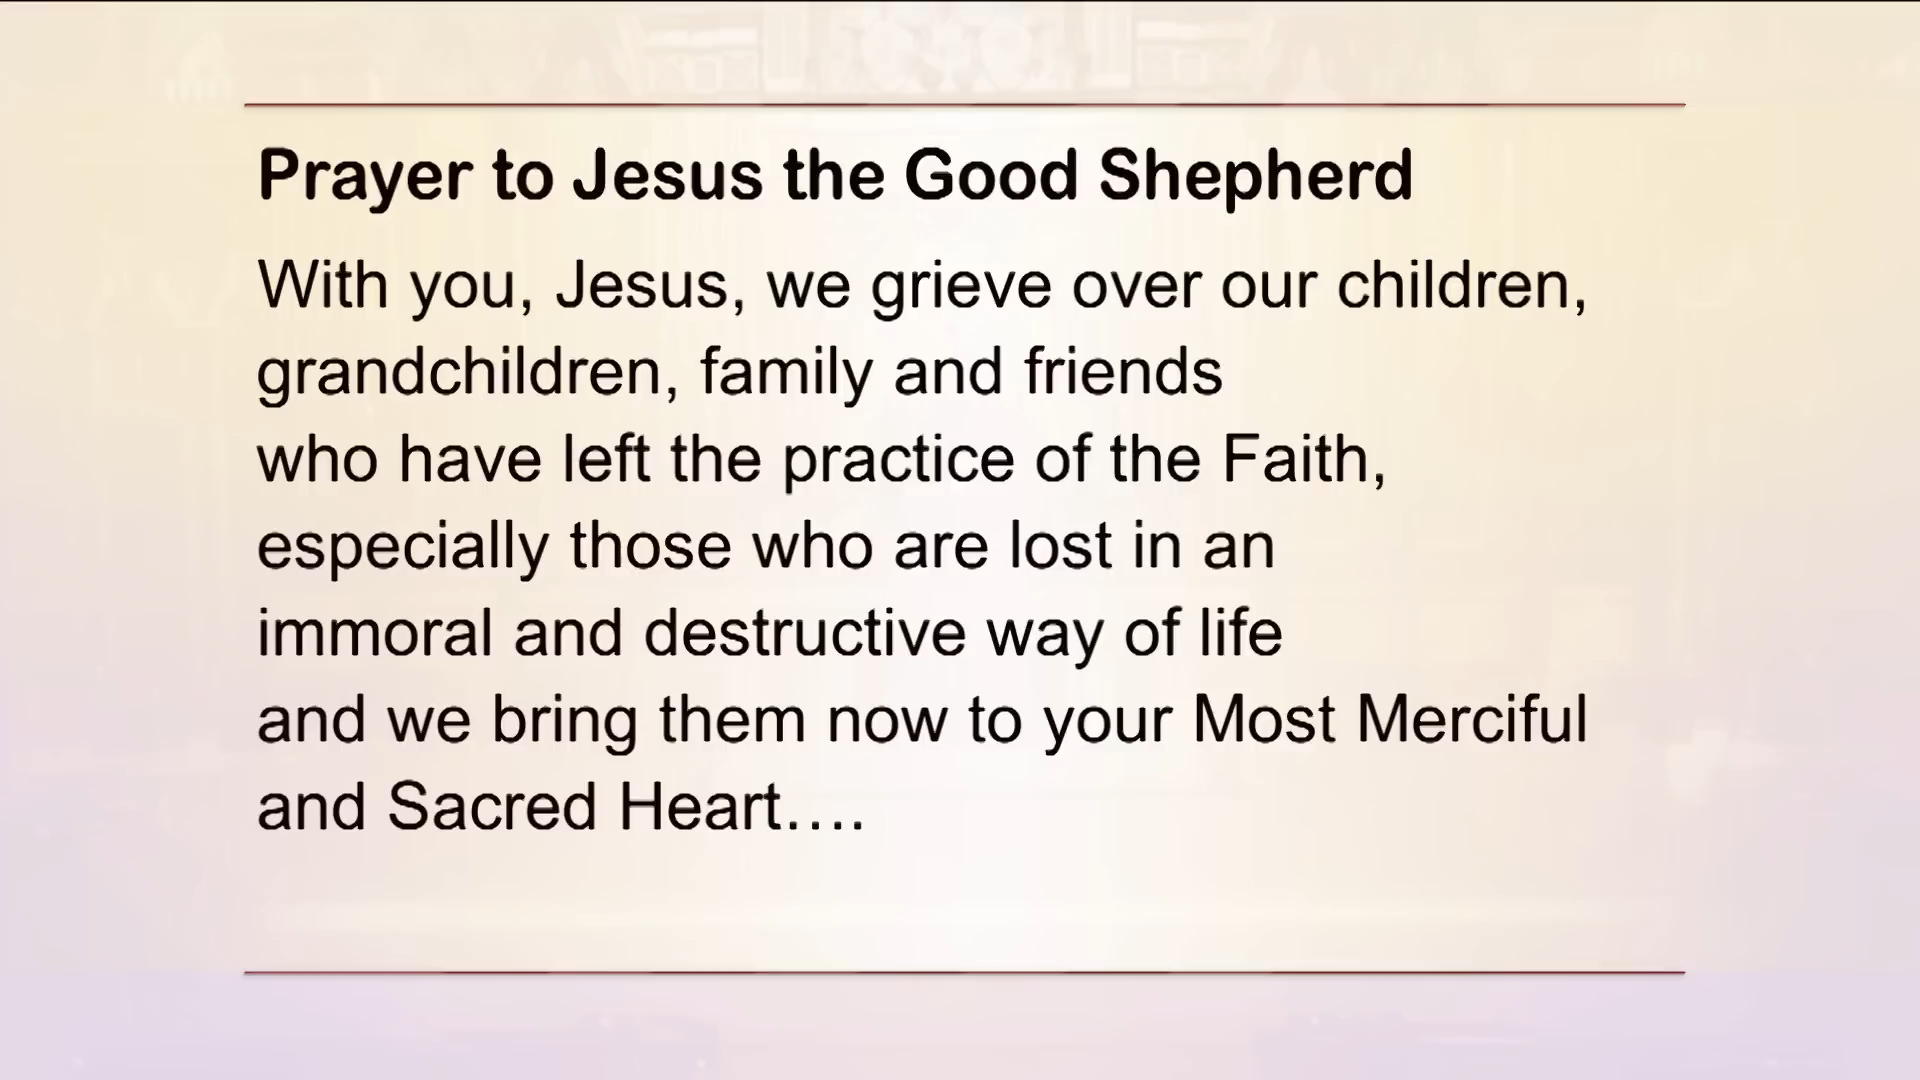 Prayer to Jesus the Good Shepherd
With you, Jesus, we grieve over our children,
grandchildren, family and friends
who have left the practice of the Faith,
especially those who are lost in an
immoral and destructive way of life
and we bring them now to your Most Merciful
and Sacred Heart….